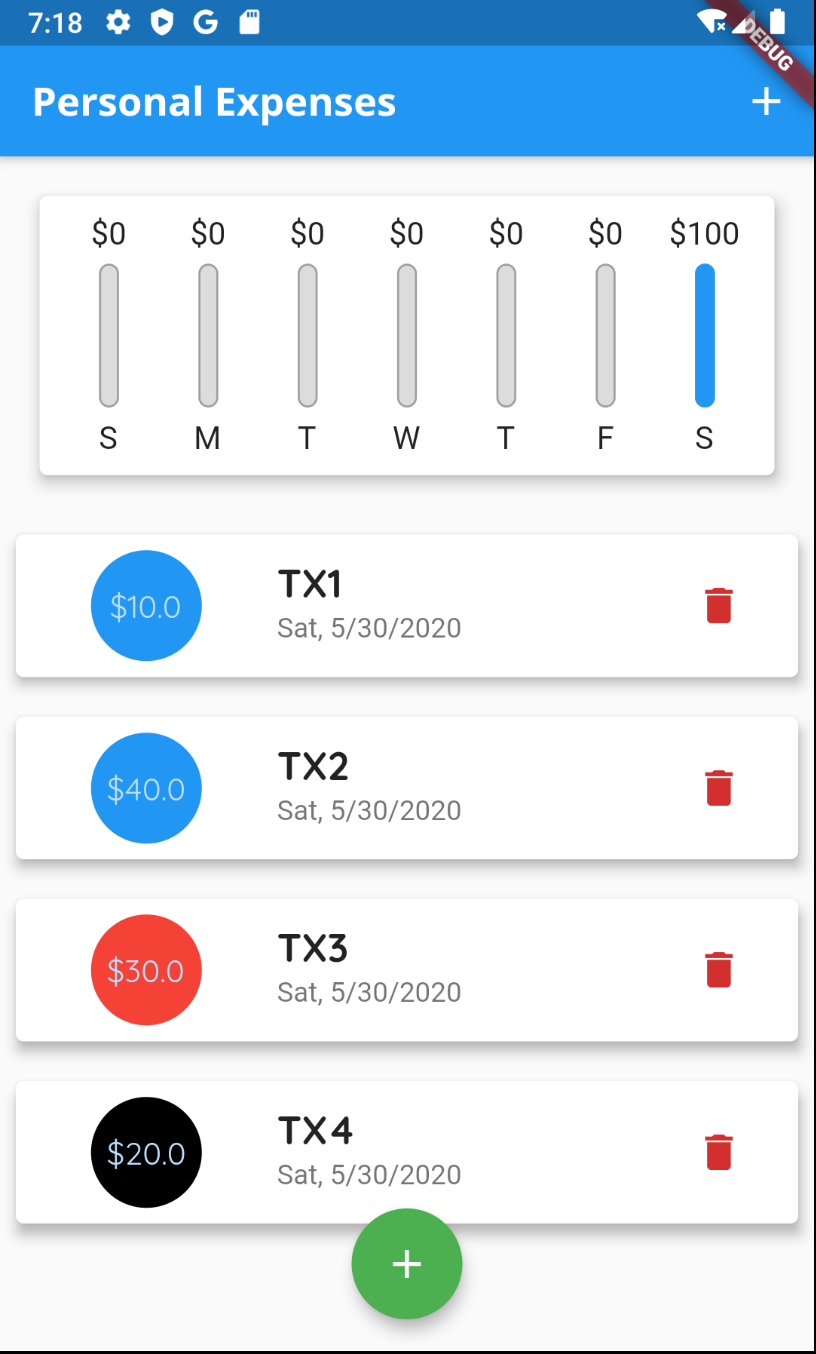 7:18
DEBUG
Personal Expenses
$0 $0 $0 $0 $0 $0 $100
S M T W T F S
$10.0
TX1
Sat, 5/30/2020
$40.0
TX2
Sat, 5/30/2020
$30.0
TX3
Sat, 5/30/2020
$20.0
TX4
Sat, 5/30/2020